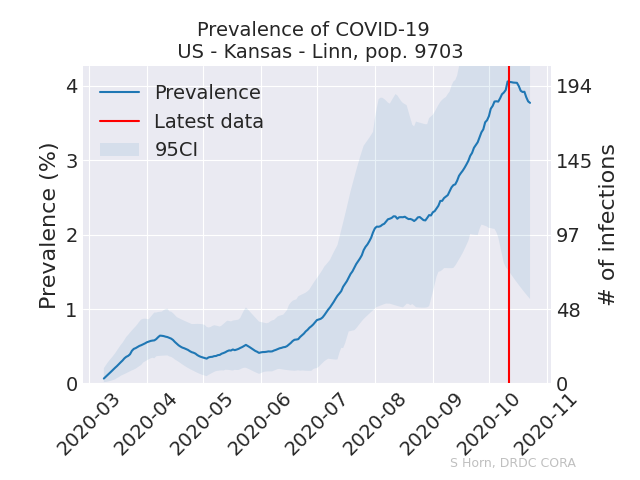 Prevalence of COVID-19
US - Kansas - Linn, pop. 9703
Prevalence (%)
4
3
2
1
0
Prevalence
Latest data
95CI
194
145
97
48
0
# of infections
2020-03
2020-04
2020-05
2020-06
2020-07
2020-08
2020-09
2020-10
2020-11
S Horn, DRDC CORA